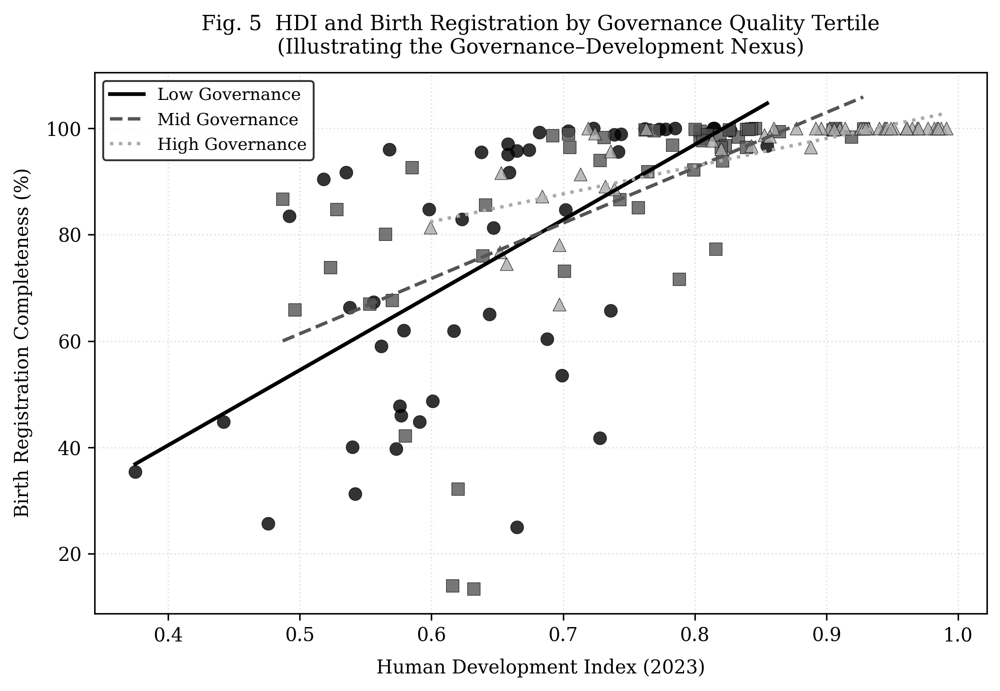 Fig. 5  HDI and Birth Registration by Governance Quality Tertile
(Illustrating the Governance–Development Nexus)
Low Governance
Mid Governance
High Governance
Birth Registration Completeness (%)
100
80
60
40
20
0.4
0.5
0.6
0.7
0.8
0.9
1.0
Human Development Index (2023)